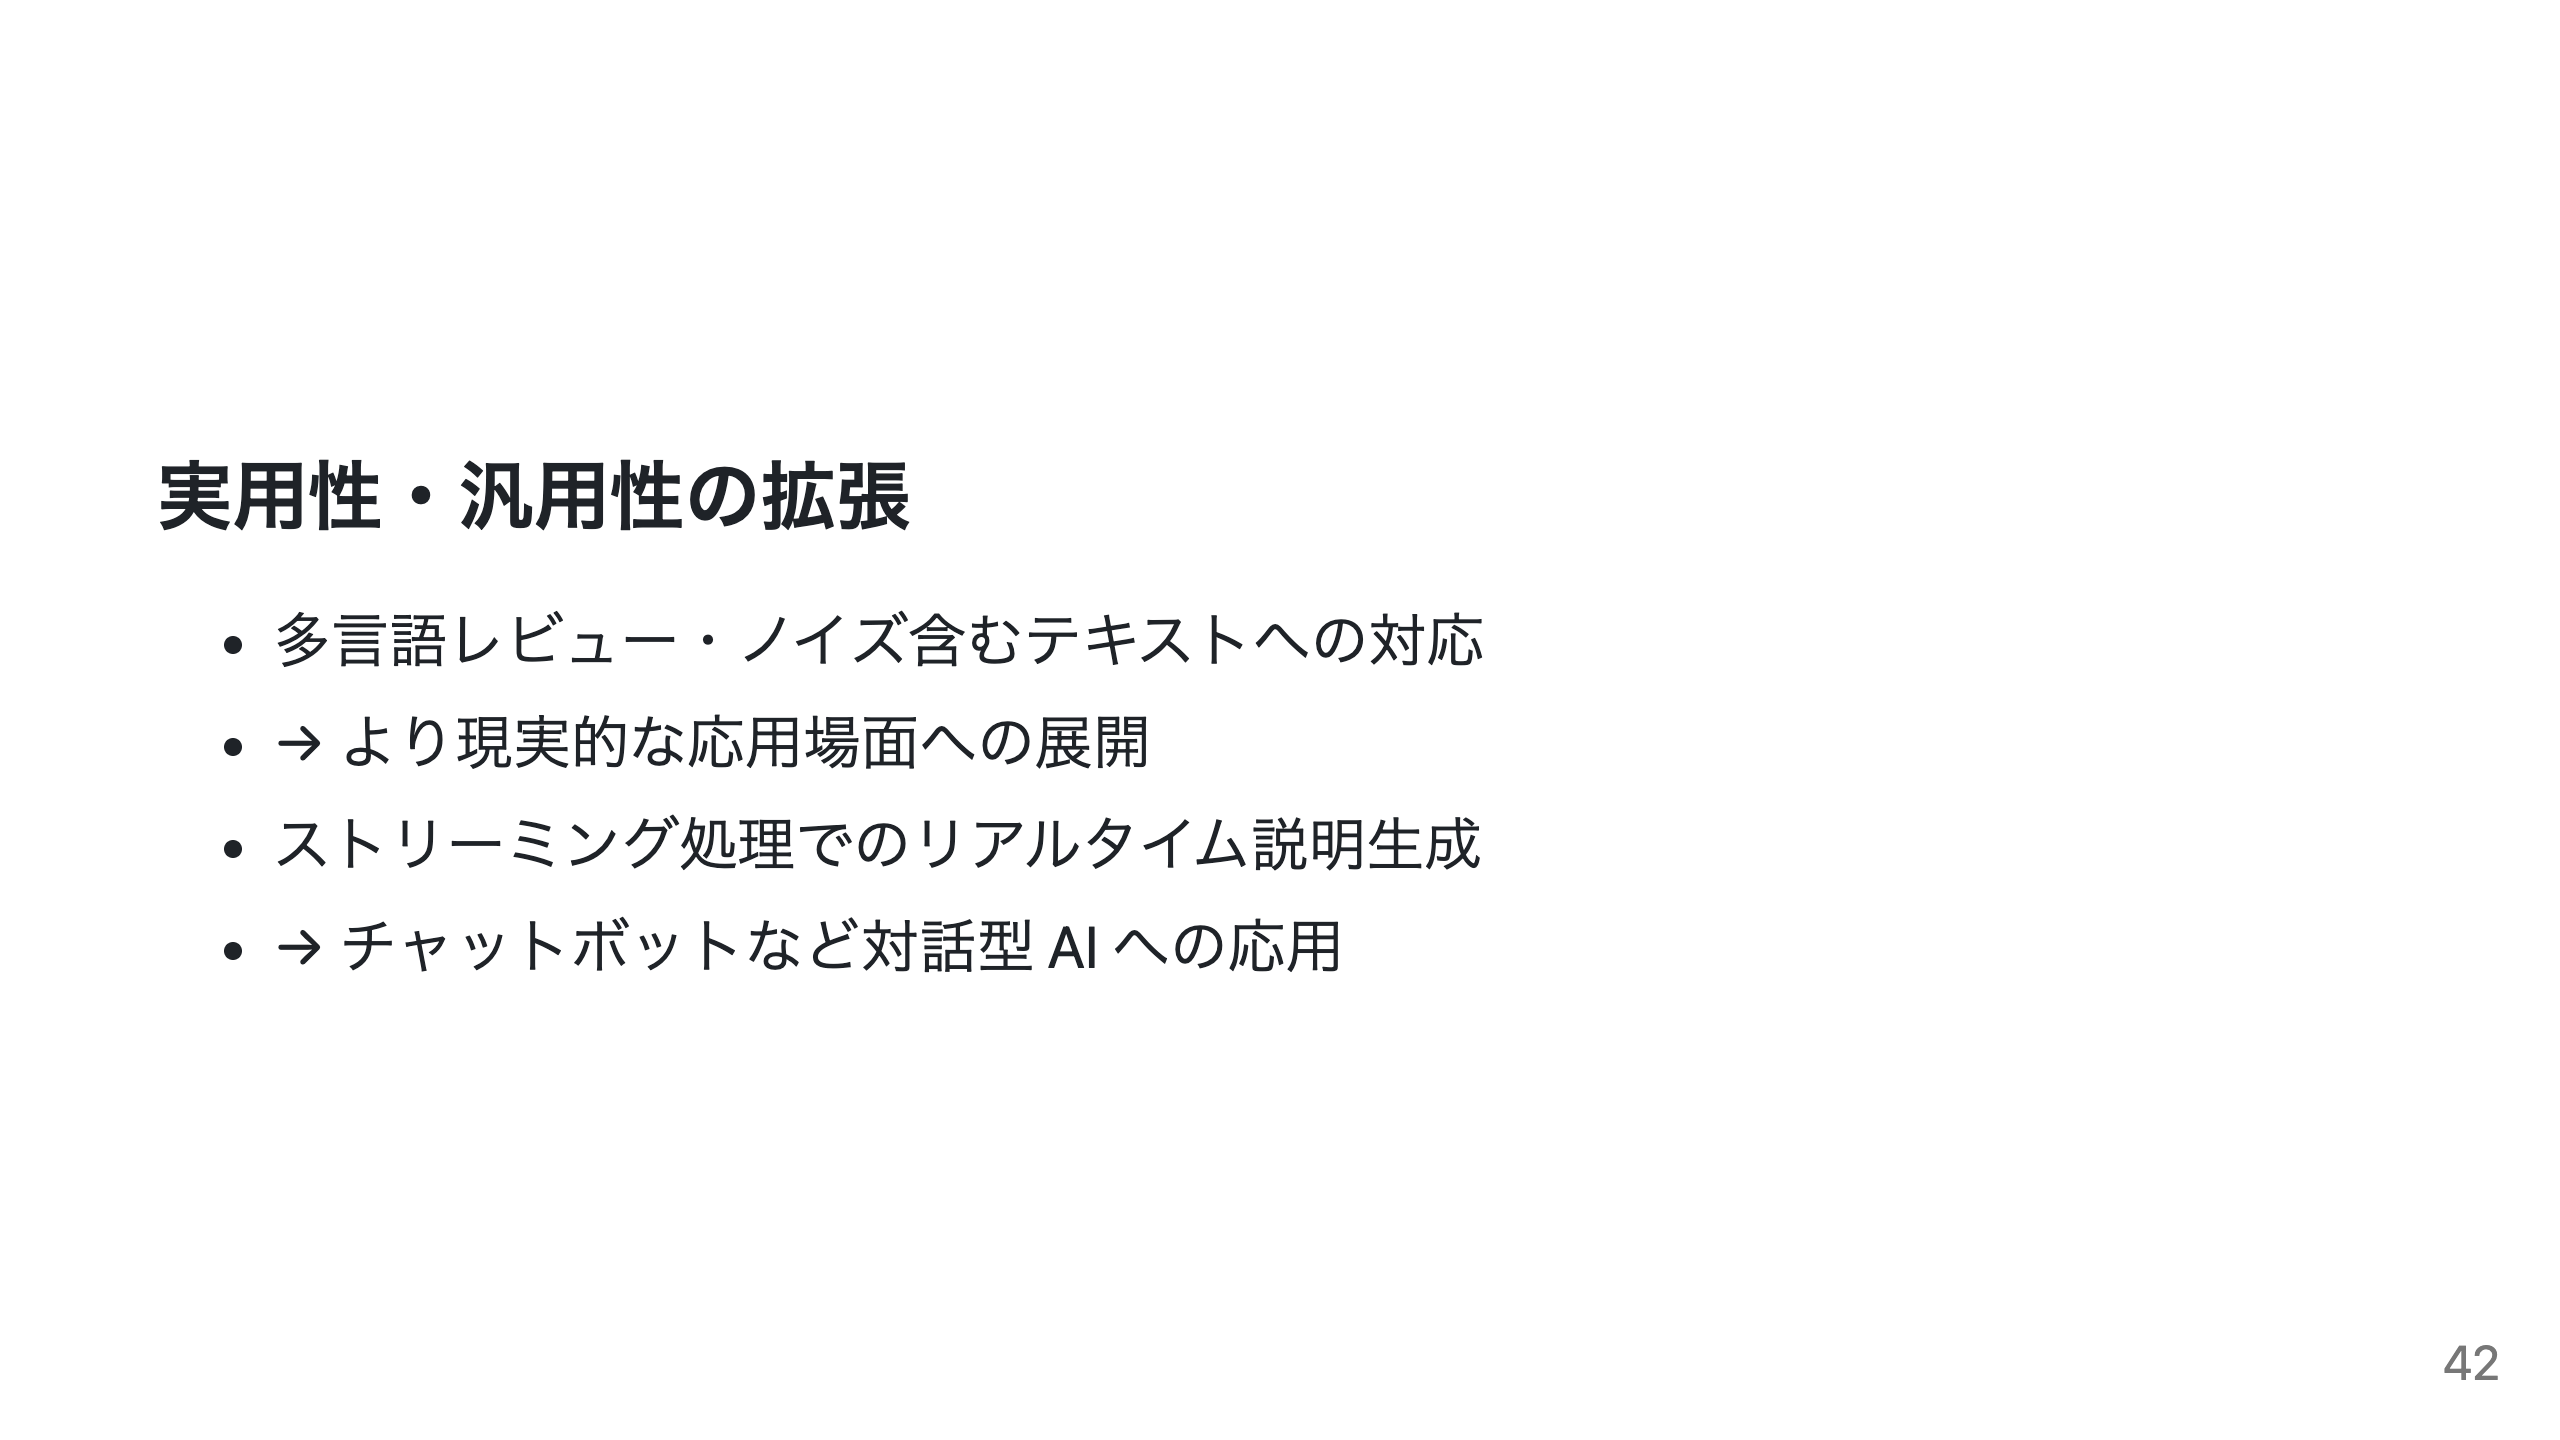 実用性・汎用性の拡張
• 多言語レビュー・ノイズ含むテキストへの対応
• → より現実的な応用場面への展開
• ストリーミング処理でのリアルタイム説明生成
• → チャットボットなど対話型 AI への応用
42